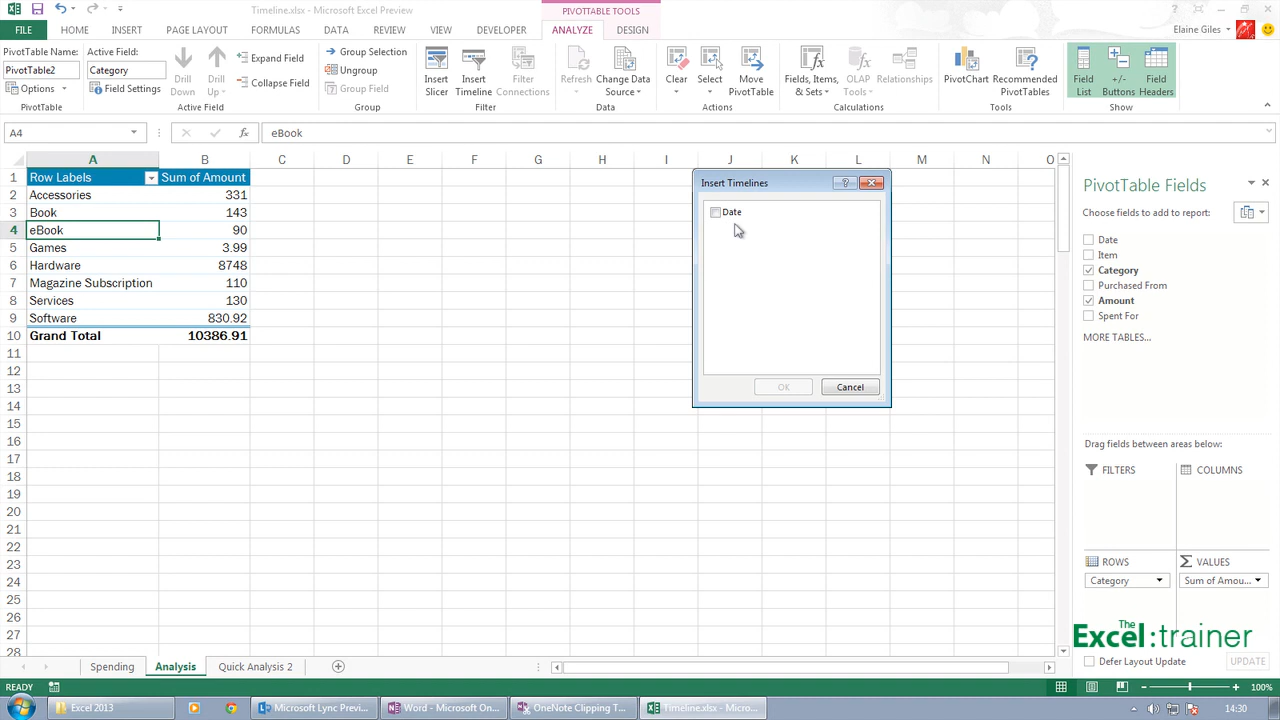 Timeline.xlsx - Microsoft Excel Preview
PIVOTTABLE TOOLS
FILE HOME INSERT PAGE LAYOUT FORMULAS DATA REVIEW VIEW DEVELOPER ANALYZE DESIGN Elaine Giles
PivotTable Name:
PivotTable2
Options
PivotTable
Active Field:
Category
Field Settings
Drill Down
Drill Up
Expand Field
Collapse Field
Active Field
Group Selection
Ungroup
Group Field
Group
Insert Slicer
Insert Timeline
Filter Connections
Filter
Refresh
Change Data Source
Data
Clear
Select
Move PivotTable
Actions
Fields, Items, & Sets
OLAP Tools
Relationships
Calculations
PivotChart
Recommended PivotTables
Tools
Field List
+/- Buttons
Field Headers
Show
A4 fx eBook
A B C D E F G H I J K L M N O
1 Row Labels Sum of Amount
2 Accessories 331
3 Book 143
4 eBook 90
5 Games 3.99
6 Hardware 8748
7 Magazine Subscription 110
8 Services 130
9 Software 830.92
10 Grand Total 10386.91
11
12
13
14
15
16
17
18
19
20
21
22
23
24
25
26
27
28
Insert Timelines
?
Date
OK Cancel
PivotTable Fields
Choose fields to add to report:
Date
Item
Category
Purchased From
Amount
Spent For
MORE TABLES...
Drag fields between areas below:
FILTERS COLUMNS
ROWS VALUES
Category Sum of Amou...
The
Excel:trainer
Defer Layout Update UPDATE
Spending Analysis Quick Analysis 2
READY 100%
Excel 2013 Microsoft Lync Previ... Word - Microsoft On... OneNote Clipping T... Timeline.xlsx - Micro... 14:30